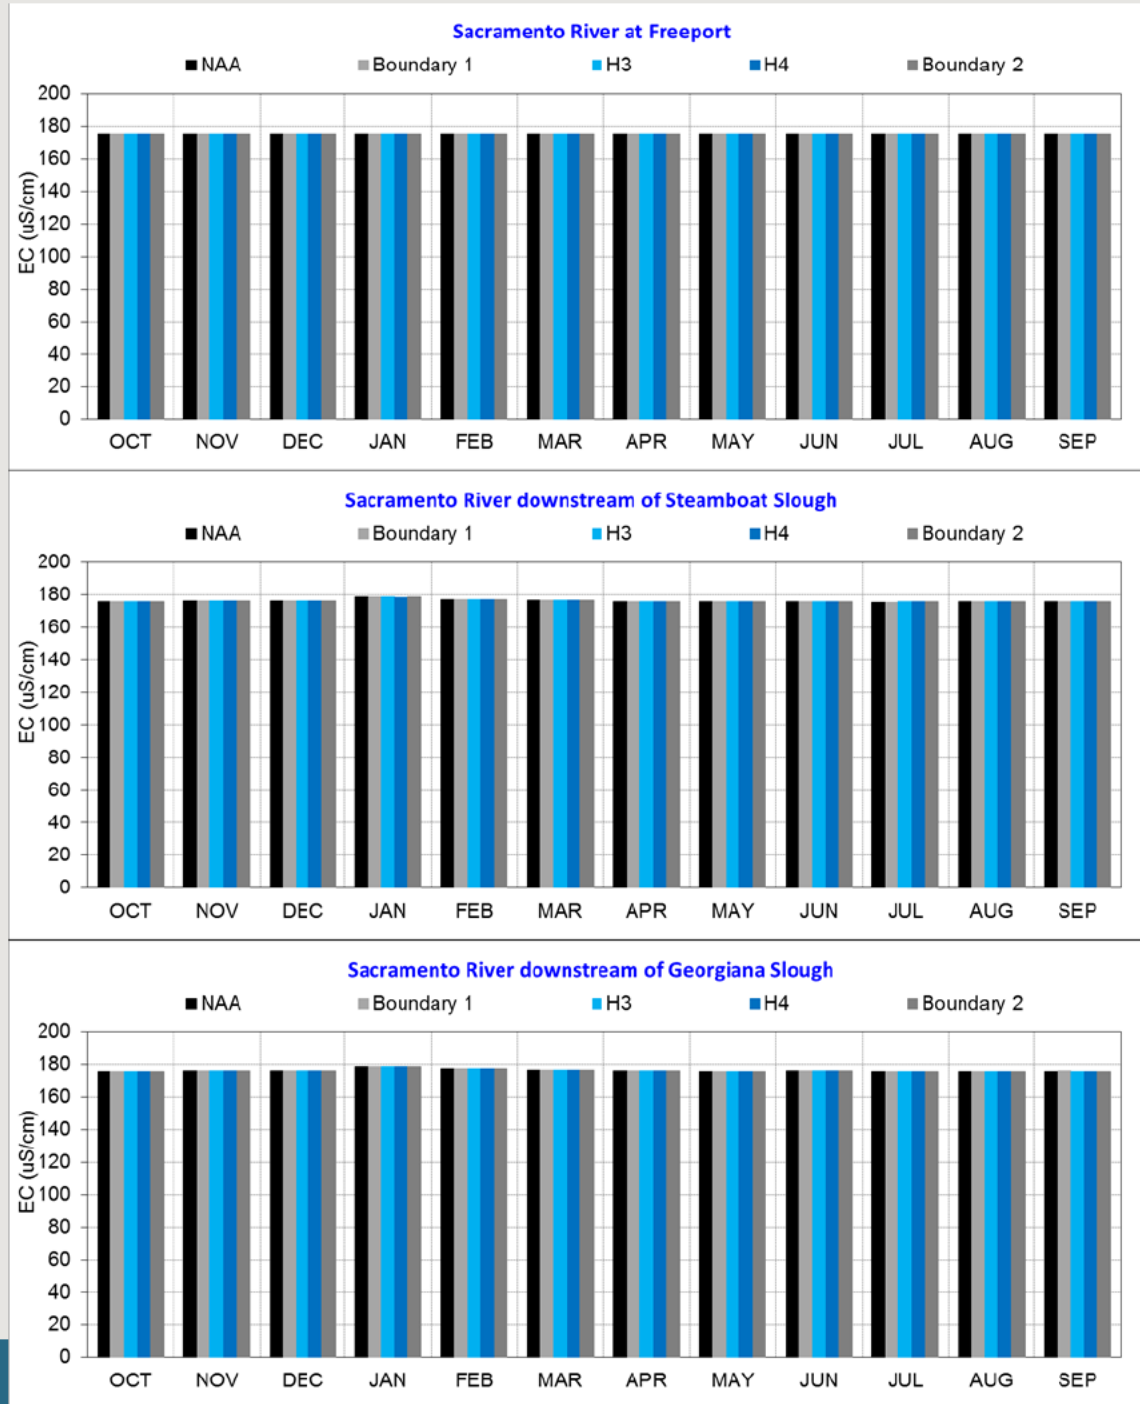 Sacramento River at Freeport
NAA Boundary 1 H3 H4 Boundary 2
200
180
160
140
120
100
80
60
40
20
0
EC (uS/cm)
OCT NOV DEC JAN FEB MAR APR MAY JUN JUL AUG SEP
Sacramento River downstream of Steamboat Slough
NAA Boundary 1 H3 H4 Boundary 2
200
180
160
140
120
100
80
60
40
20
0
EC (uS/cm)
OCT NOV DEC JAN FEB MAR APR MAY JUN JUL AUG SEP
Sacramento River downstream of Georgiana Slough
NAA Boundary 1 H3 H4 Boundary 2
200
180
160
140
120
100
80
60
40
20
0
EC (uS/cm)
OCT NOV DEC JAN FEB MAR APR MAY JUN JUL AUG SEP